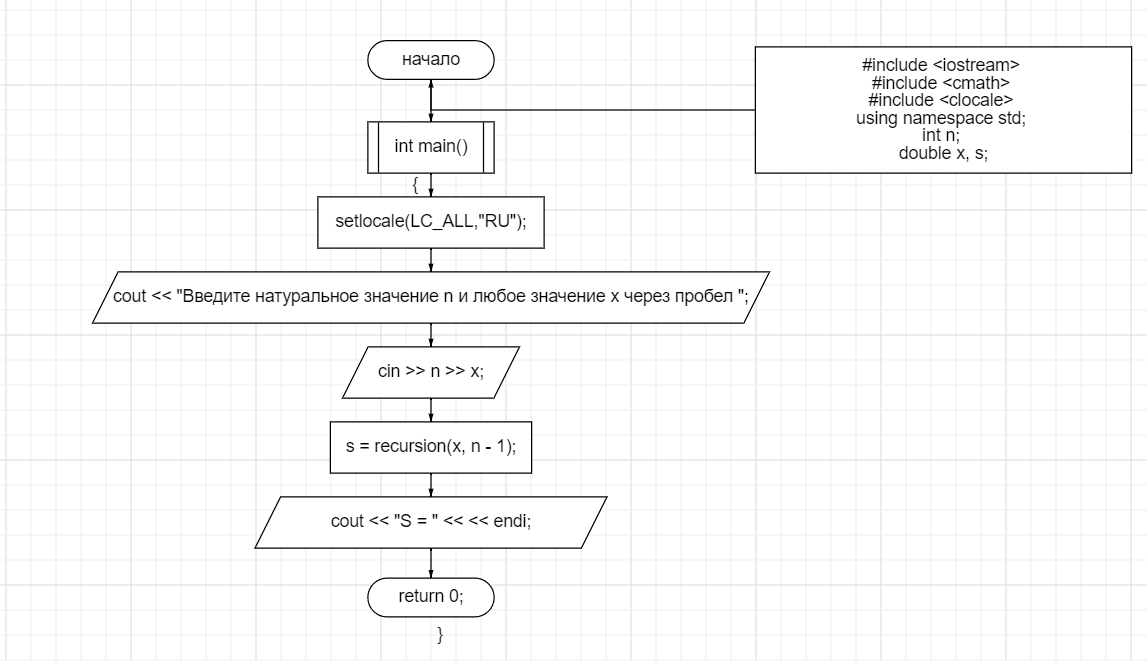 начало
#include <iostream>
#include <cmath>
#include <clocale>
using namespace std;
int n;
double x, s;
int main()
{
setlocale(LC_ALL,"RU");
cout << "Введите натуральное значение n и любое значение x через пробел ";
cin >> n >> x;
s = recursion(x, n - 1);
cout << "S = " << << endi;
return 0;
}